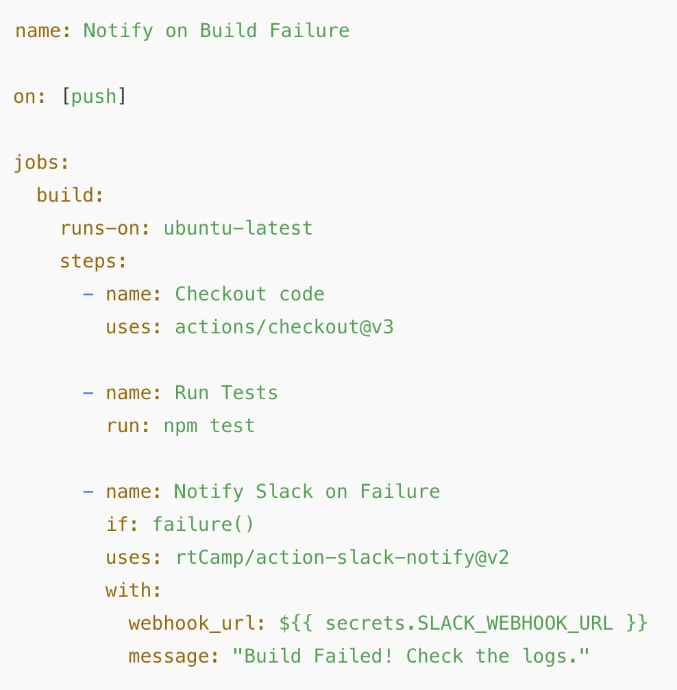 name: Notify on Build Failure
on: [push]
jobs:
  build:
    runs-on: ubuntu-latest
    steps:
      - name: Checkout code
        uses: actions/checkout@v3
      - name: Run Tests
        run: npm test
      - name: Notify Slack on Failure
        if: failure()
        uses: rtCamp/action-slack-notify@v2
        with:
          webhook_url: ${{ secrets.SLACK_WEBHOOK_URL }}
          message: "Build Failed! Check the logs."